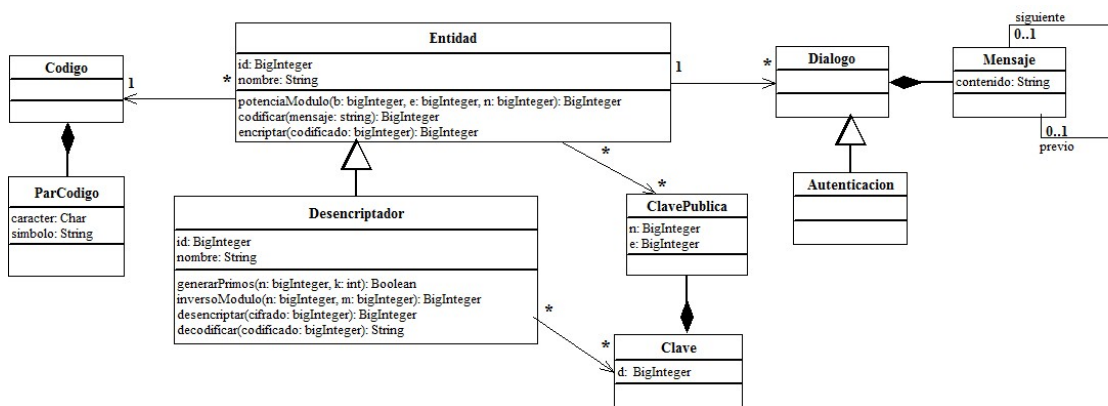 siguiente
0..1
Entidad
id: BigInteger
nombre: String
potenciaModulo(b: bigInteger, e: bigInteger, n: bigInteger): BigInteger
codificar(mensaje: string): BigInteger
encriptar(codificado: bigInteger): BigInteger
Codigo
1
*
1
*
Dialogo
Mensaje
contenido: String
0..1
previo
ParCodigo
caracter: Char
simbolo: String
*
*
Autenticacion
ClavePublica
n: BigInteger
e: BigInteger
Desencriptador
id: BigInteger
nombre: String
generarPrimos(n: bigInteger, k: int): Boolean
inversoModulo(n: bigInteger, m: bigInteger): BigInteger
desencriptar(cifrado: bigInteger): BigInteger
decodificar(codificado: bigInteger): String
*
*
Clave
d: BigInteger